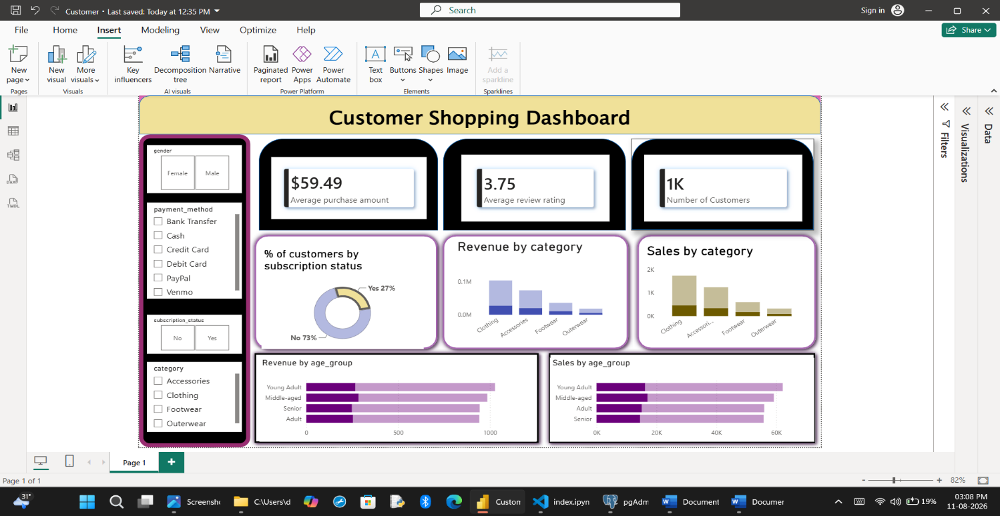 Customer • Last saved: Today at 12:35 PM
Search
Sign in
File Home Insert Modeling View Optimize Help
Share
New page
New visual
More visuals
Key influencers
Decomposition tree
Narrative
Paginated report
Power Apps
Power Automate
Text box
Buttons
Shapes
Image
Add a sparkline
Pages
Visuals
AI visuals
Power Platform
Elements
Sparklines
Customer Shopping Dashboard
gender
Female Male
payment_method
Bank Transfer
Cash
Credit Card
Debit Card
PayPal
Venmo
subscription_status
No Yes
category
Accessories
Clothing
Footwear
Outerwear
$59.49
Average purchase amount
3.75
Average review rating
1K
Number of Customers
% of customers by
subscription status
Yes 27%
No 73%
Revenue by category
0.1M
0.0M
Clothing
Accessories
Footwear
Outerwear
Sales by category
2K
1K
0K
Clothing
Accessori...
Footwear
Outerwear
Revenue by age_group
Young Adult
Middle-aged
Senior
Adult
0 500 1000
Sales by age_group
Young Adult
Middle-aged
Adult
Senior
0K 20K 40K 60K
Filters
Visualizations
Data
DAX
TMDL
Page 1
Page 1 of 1
- + 82%
31°
Screensho
C:\Users\d
Custon
index.ipyn
pgAdm
Document
Documer
19%
03:08 PM
11-08-2026